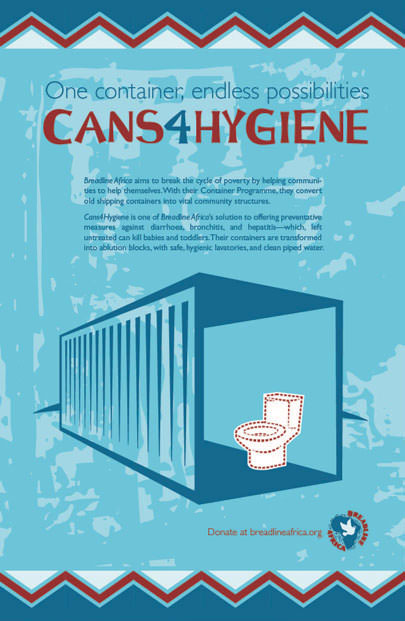 One container, endless possibilities
CANS4HYGIENE
Breadline Africa aims to break the cycle of poverty by helping communi-
ties to help themselves. With their Container Programme, they convert
old shipping containers into vital community structures.
Cans4Hygiene is one of Breadline Africa's solution to offering preventative
measures against diarrhoea, bronchitis, and hepatitis—which, left
untreated can kill babies and toddlers. Their containers are transformed
into ablution blocks, with safe, hygienic lavatories, and clean piped water.
Donate at breadlineafrica.org
BREADLINE
AFRICA